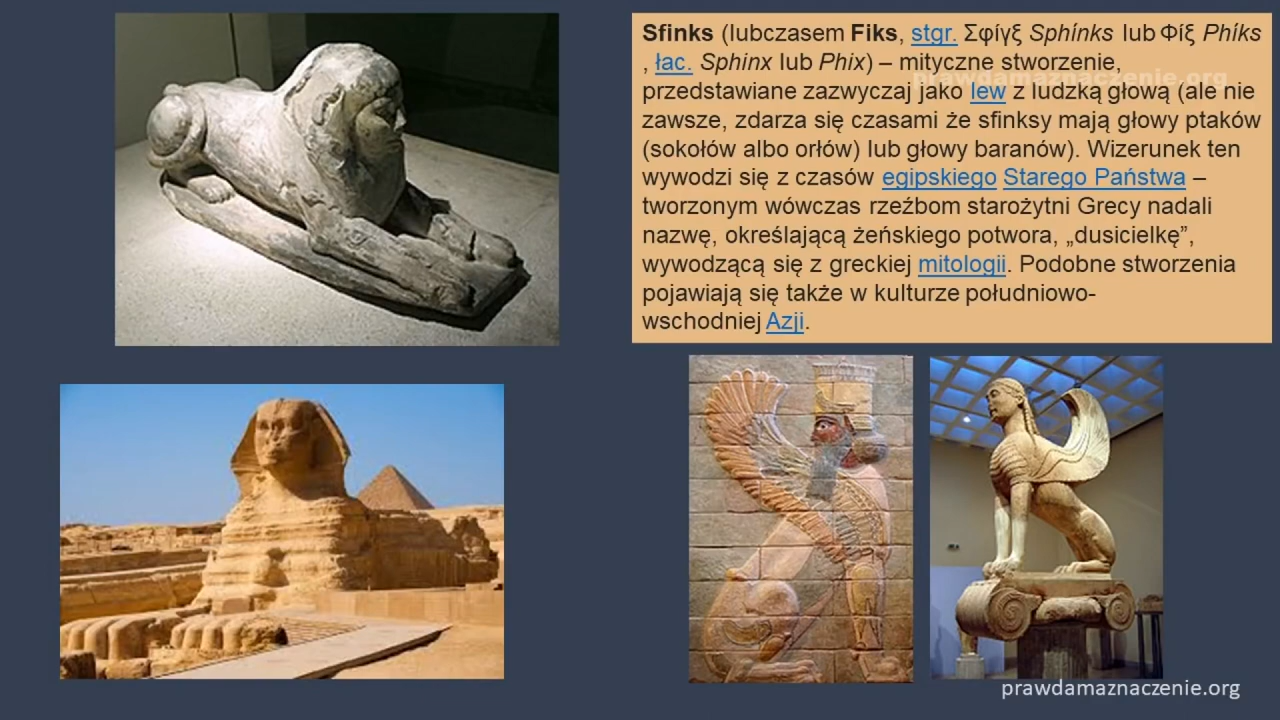 Sfinks (lubczasem Fiks, stgr. Σφίγξ Sphínks lub Φίξ Phíks
, łac. Sphinx lub Phix) – mityczne stworzenie,
prawdamaznaczenie.org
przedstawiane zazwyczaj jako lew z ludzką głową (ale nie
zawsze, zdarza się czasami że sfinksy mają głowy ptaków
(sokołów albo orłów) lub głowy baranów). Wizerunek ten
wywodzi się z czasów egipskiego Starego Państwa –
tworzonym wówczas rzeźbom starożytni Grecy nadali
nazwę, określającą żeńskiego potwora, „dusicielkę”,
wywodzącą się z greckiej mitologii. Podobne stworzenia
pojawiają się także w kulturze południowo-
wschodniej Azji.
prawdamaznaczenie.org